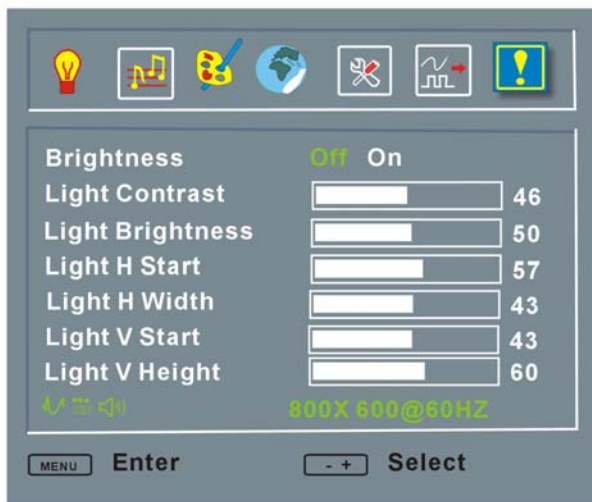 Brightness Off On
Light Contrast 46
Light Brightness 50
Light H Start 57
Light H Width 43
Light V Start 43
Light V Height 60
800X 600@60HZ
MENU Enter - + Select